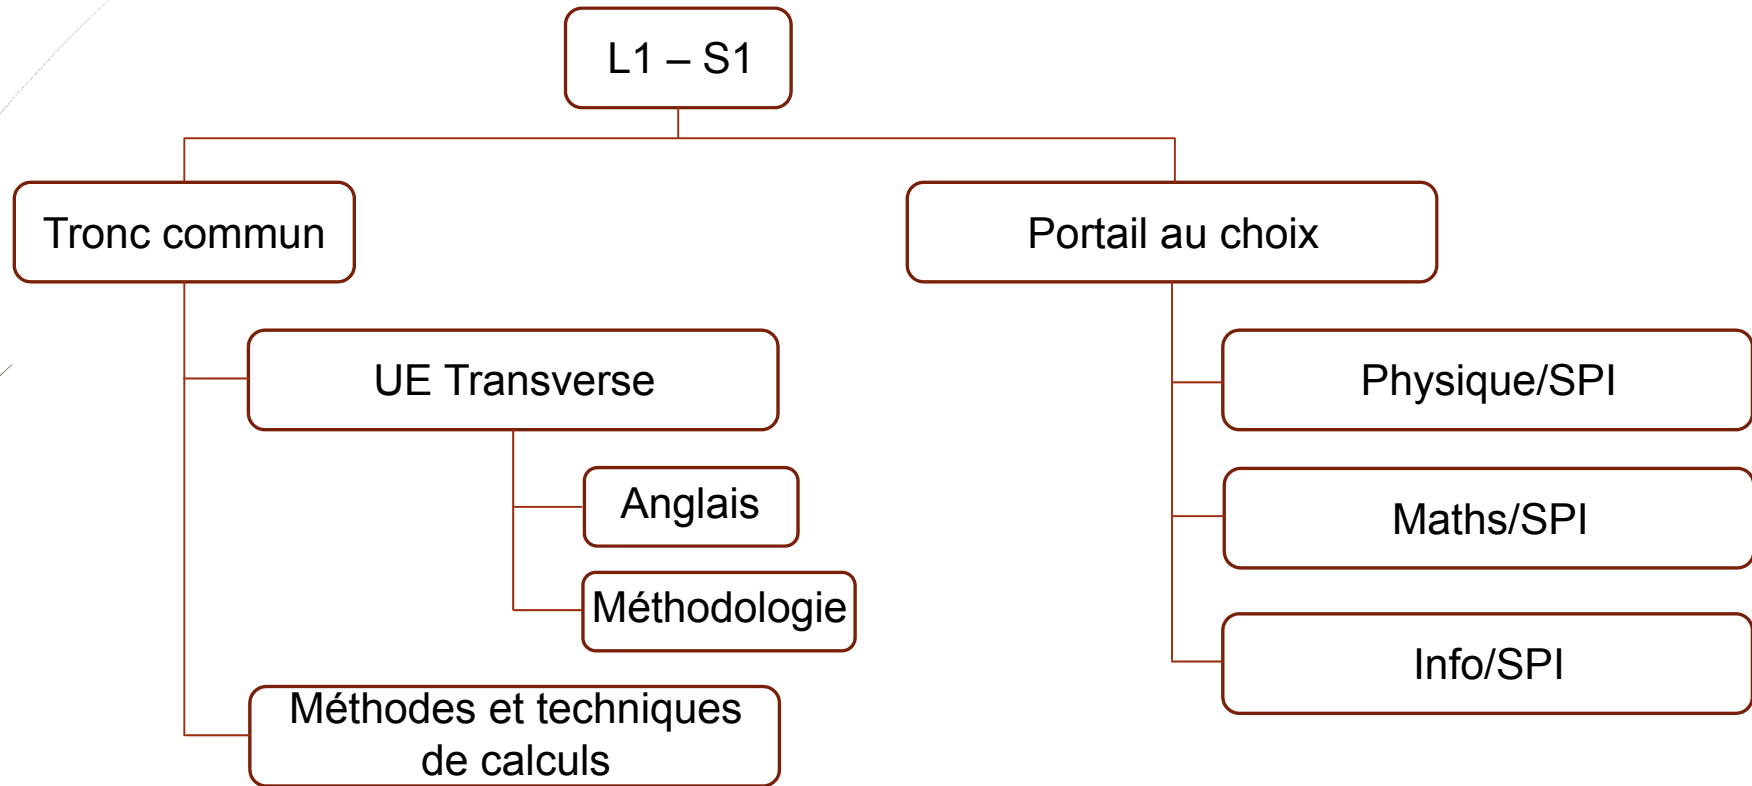 L1 – S1
Tronc commun
Portail au choix
UE Transverse
Physique/SPI
Anglais
Maths/SPI
Méthodologie
Info/SPI
Méthodes et techniques
de calculs